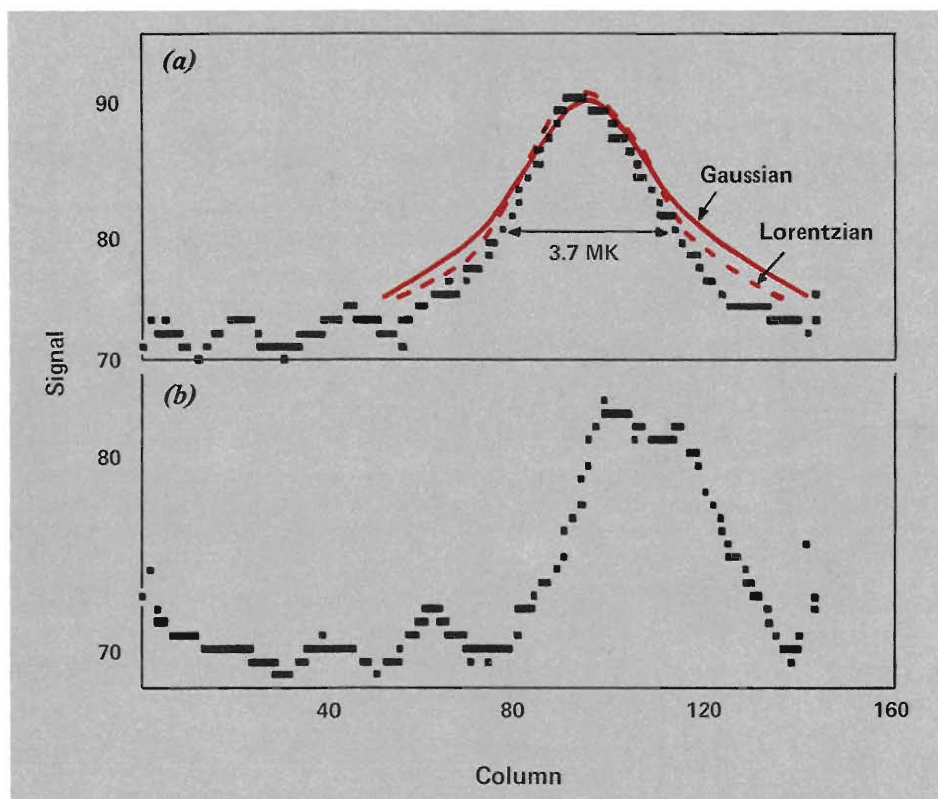 (a)
90
Gaussian
80
Lorentzian
3.7 MK
70
Signal
(b)
80
70
40 80 120 160
Column